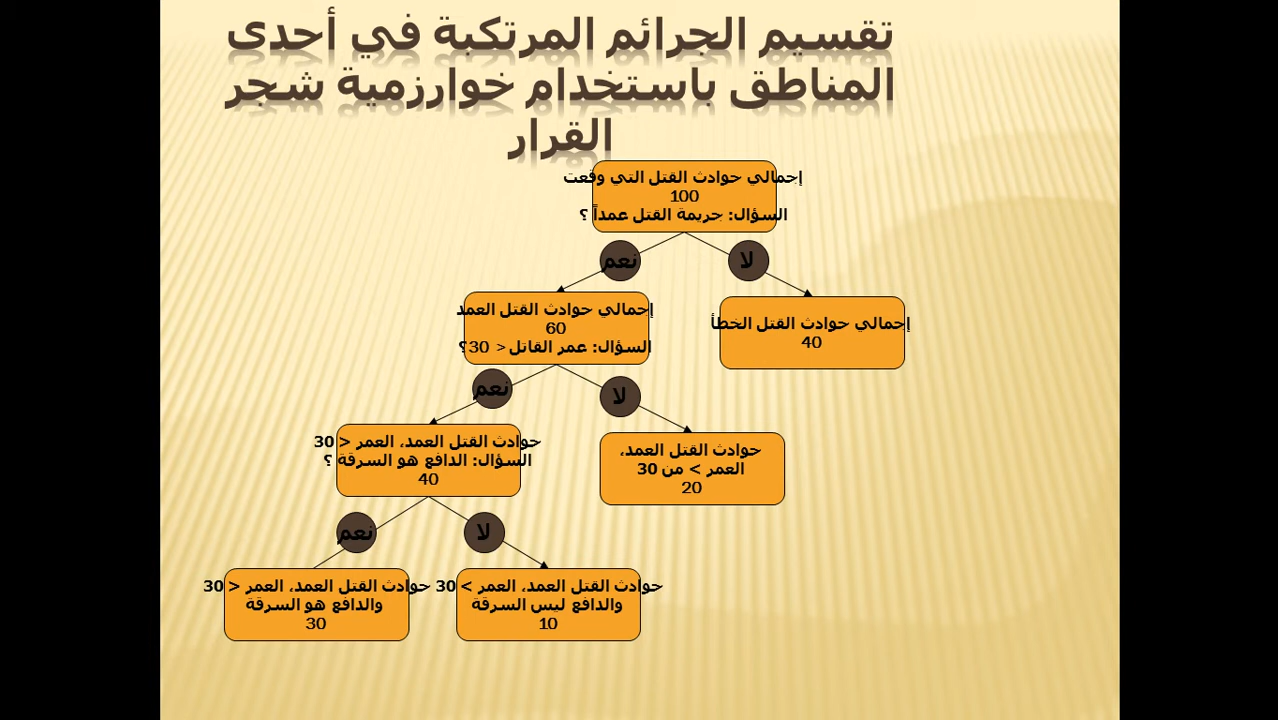 تقسيم الجرائم المرتكبة في أحدى
المناطق باستخدام خوارزمية شجر
القرار
إجمالي حوادث القتل التي وقعت
100
السؤال: جريمة القتل عمداً ؟
نعم
لا
إجمالي حوادث القتل العمد
60
السؤال: عمر القاتل < 30؟
إجمالي حوادث القتل الخطأ
40
نعم
لا
حوادث القتل العمد، العمر < 30
السؤال: الدافع هو السرقة ؟
40
حوادث القتل العمد،
العمر > من 30
20
نعم
لا
حوادث القتل العمد، العمر < 30
والدافع هو السرقة
30
حوادث القتل العمد، العمر > 30
والدافع ليس السرقة
10